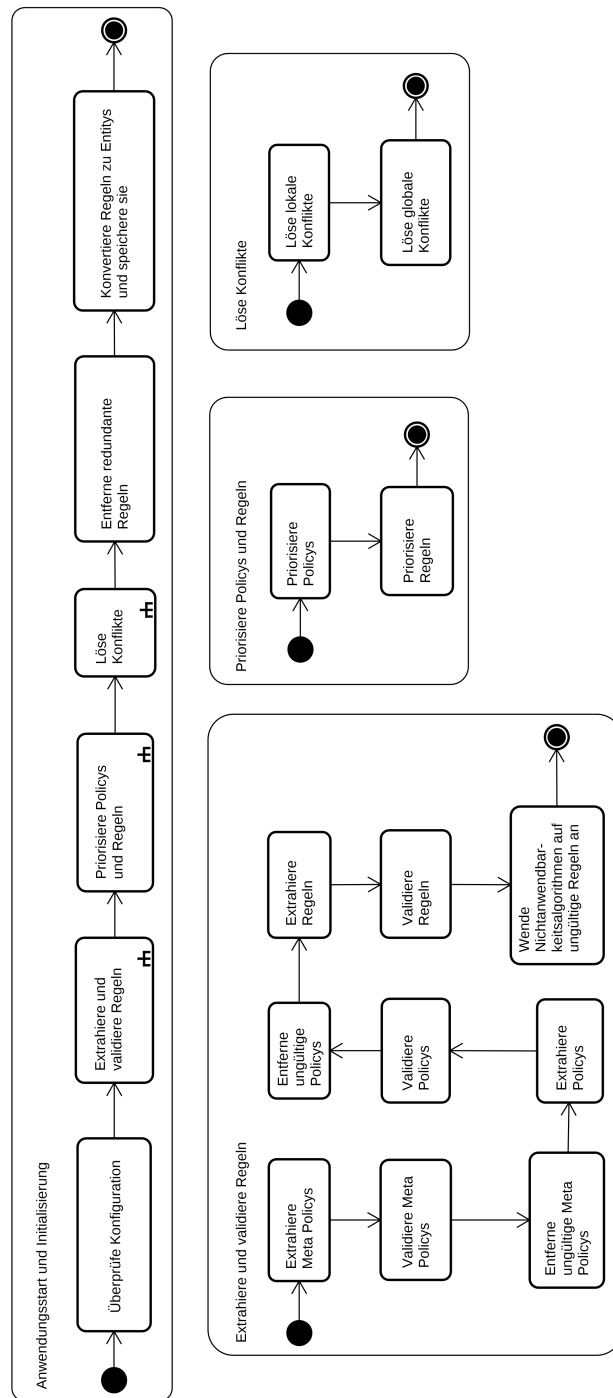 Anwendungsstart und Initialisierung
Überprüfe Konfiguration
Extrahiere und
validiere Regeln
Priorisiere Policys
und Regeln
Löse
Konflikte
Entferne redundante
Regeln
Konvertiere Regeln zu Entitys
und speichere sie
Extrahiere und validiere Regeln
Extrahiere
Meta Policys
Validiere Meta
Policys
Entferne
ungültige Meta
Policys
Extrahiere
Policys
Validiere
Policys
Entferne
ungültige
Policys
Extrahiere
Regeln
Validiere
Regeln
Wende
Nichtanwendbar-
keitsalgorithmen auf
ungültige Regeln an
Priorisiere Policys und Regeln
Priorisiere
Policys
Priorisiere
Regeln
Löse Konflikte
Löse lokale
Konflikte
Löse globale
Konflikte